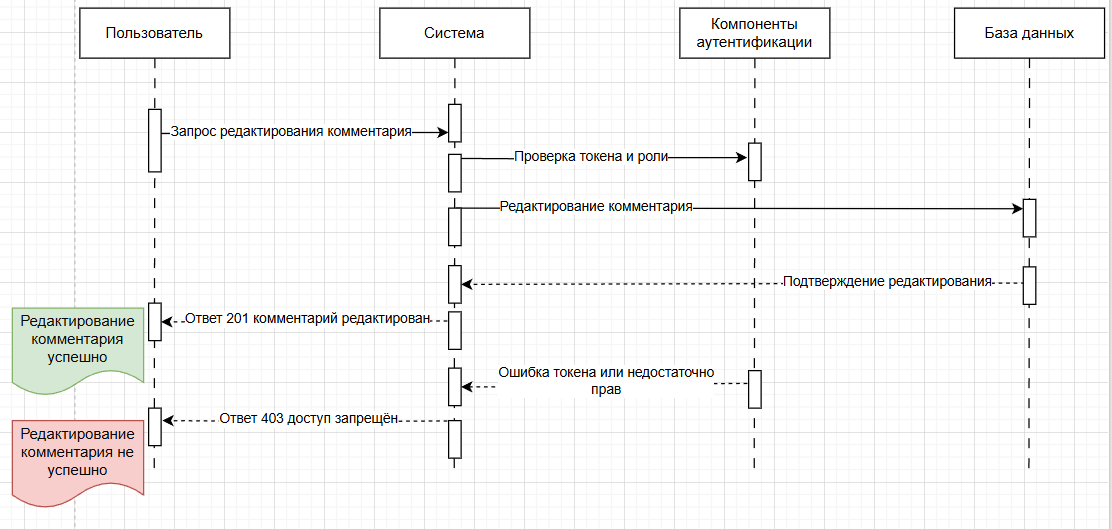 Пользователь
Система
Компоненты
аутентификации
База данных
Запрос редактирования комментария
Проверка токена и роли
Редактирование комментария
Подтверждение редактирования
Ответ 201 комментарий редактирован
Редактирование
комментария
успешно
Ошибка токена или недостаточно
прав
Ответ 403 доступ запрещён
Редактирование
комментария не
успешно